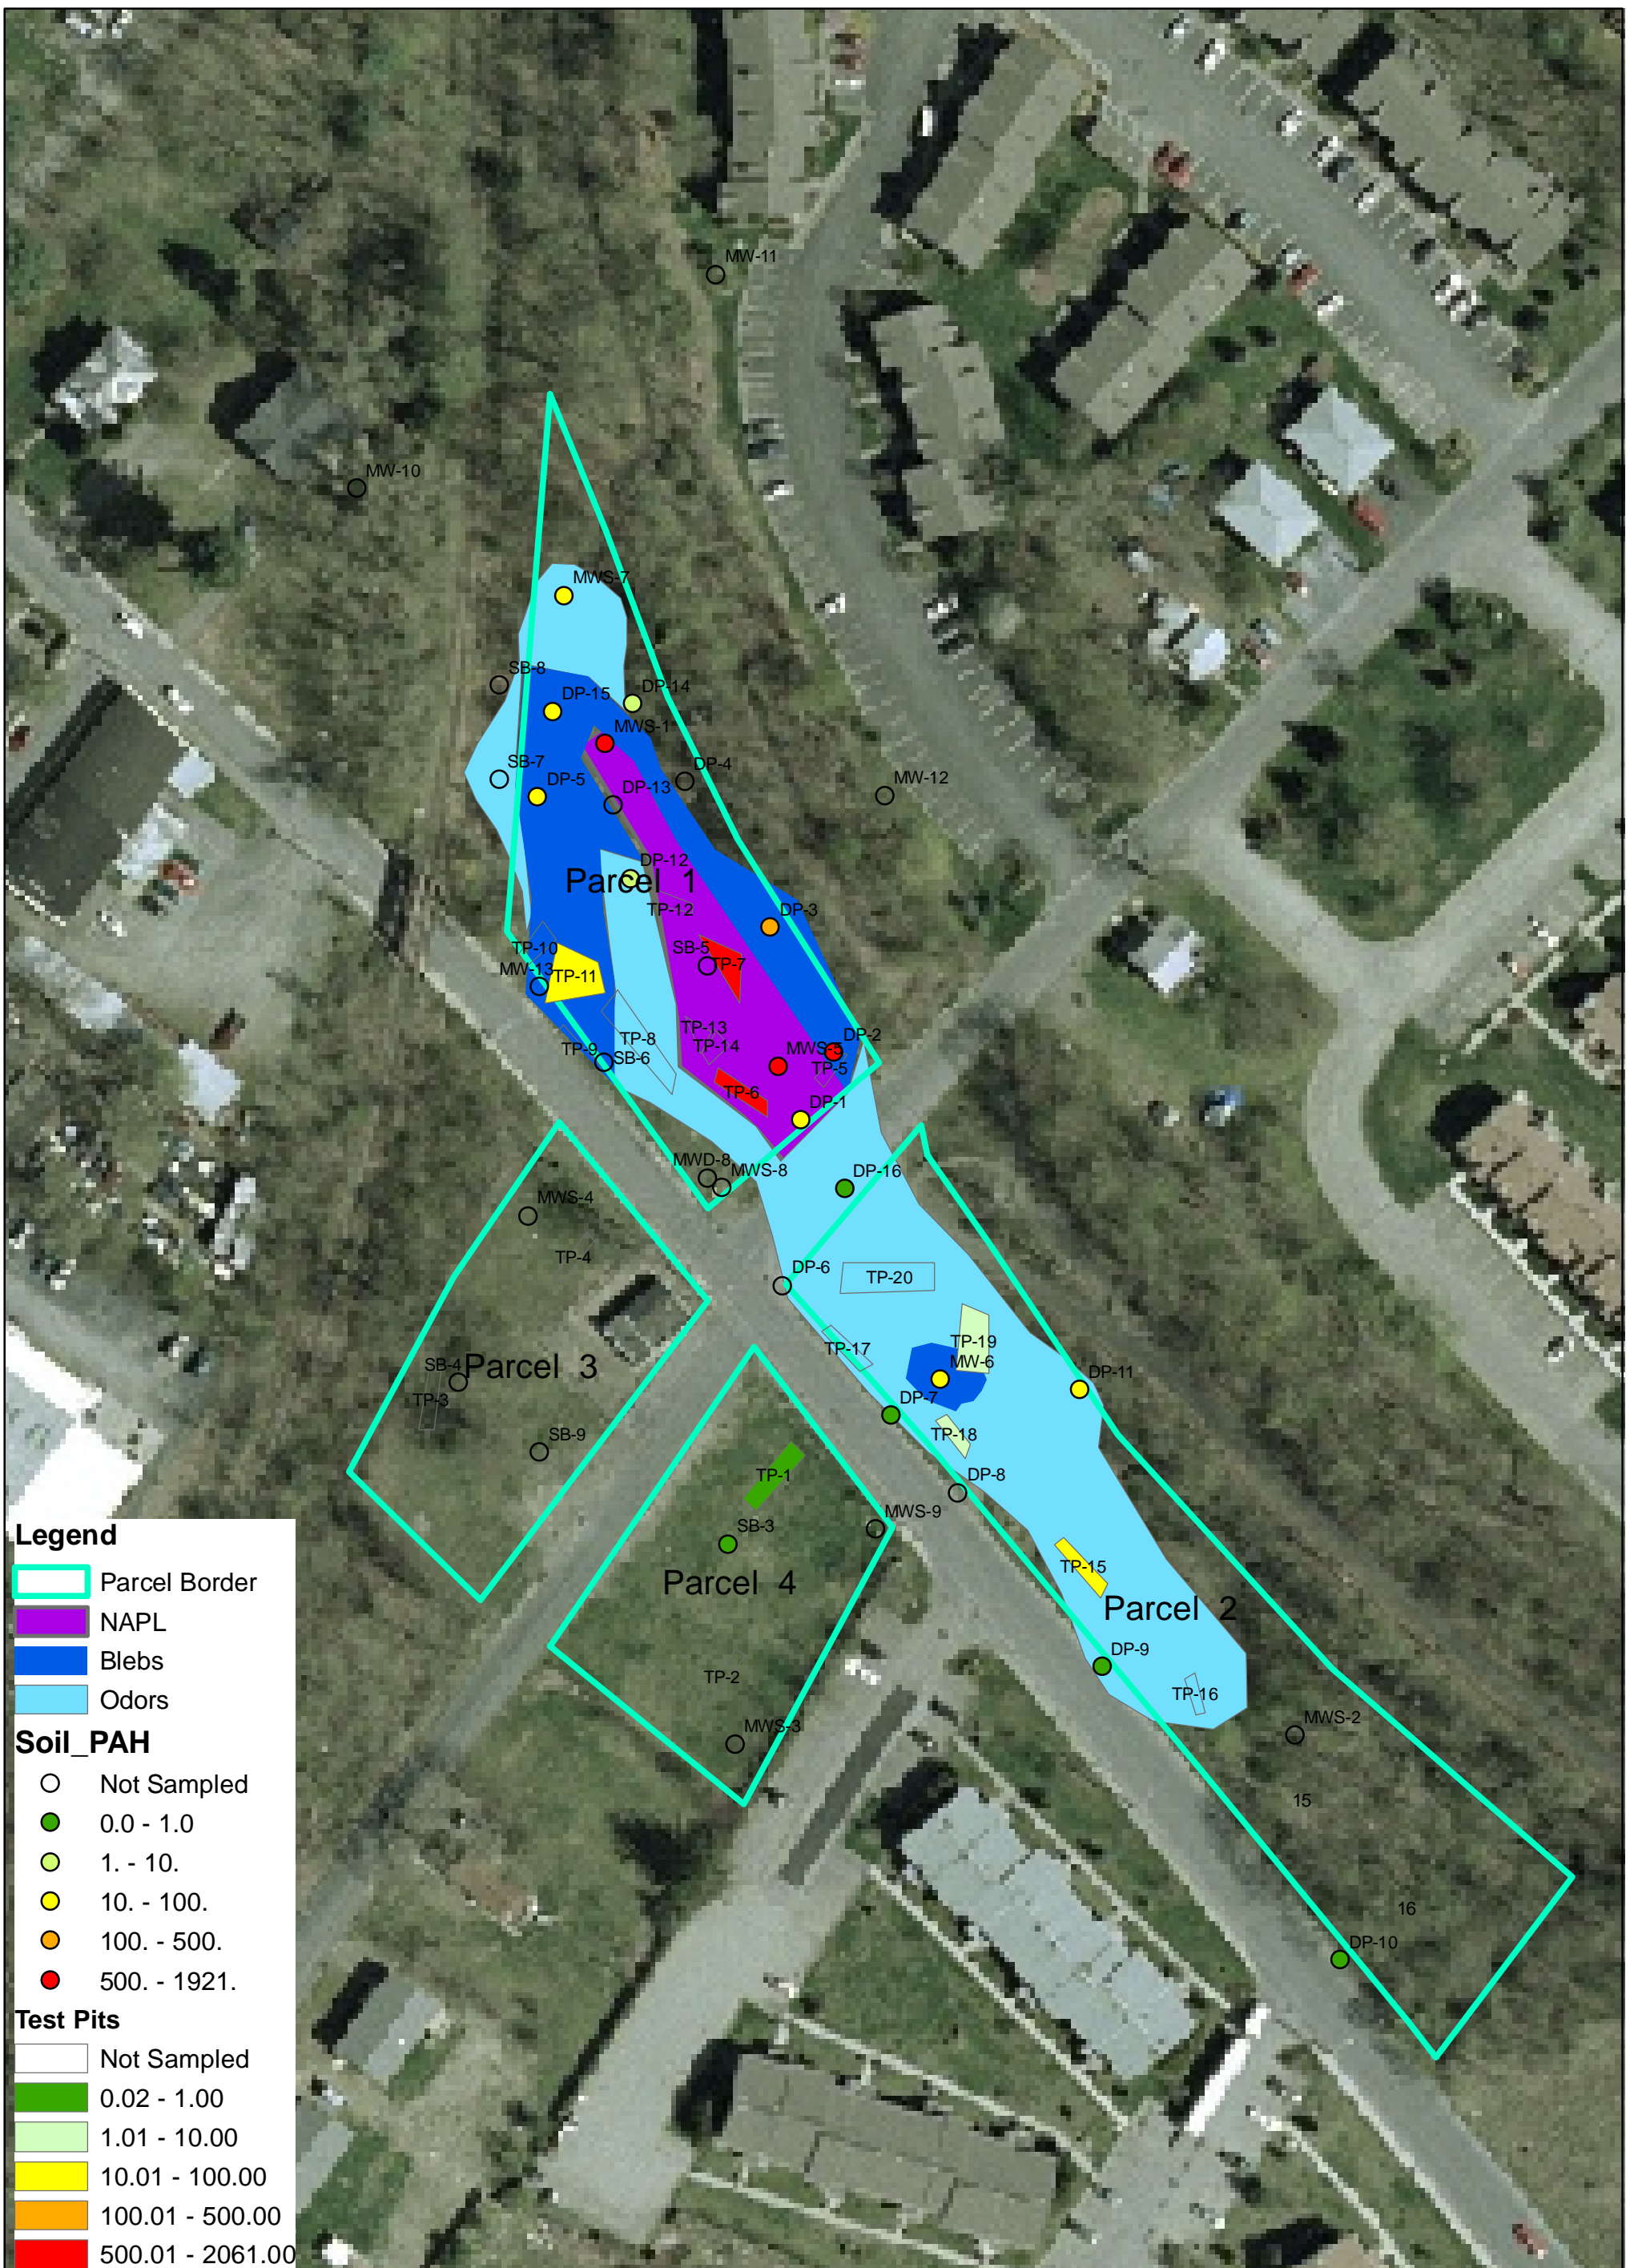 MW-11
MW-10
MWS-7
SB-8
DP-14
DP-15
MWS-1
SB-7
DP-4
DP-5
DP-13
MW-12
DP-12
Parcel 1
TP-12
DP-3
TP-10
SB-5
TP-7
MW-13
TP-11
TP-13
DP-2
TP-8
TP-14
MWS-5
TP-9
SB-6
TP-5
TP-6
DP-1
MWD-8
MWS-8
DP-16
MWS-4
TP-4
DP-6
TP-20
TP-17
TP-19
SB-4
Parcel 3
MW-6
DP-11
TP-3
DP-7
SB-9
TP-18
TP-1
DP-8
MWS-9
SB-3
TP-15
Parcel 4
Parcel 2
DP-9
TP-2
TP-16
MWS-3
MWS-2
15
16
DP-10
Legend
Parcel Border
NAPL
Blebs
Odors
Soil_PAH
Not Sampled
0.0 - 1.0
1. - 10.
10. - 100.
100. - 500.
500. - 1921.
Test Pits
Not Sampled
0.02 - 1.00
1.01 - 10.00
10.01 - 100.00
100.01 - 500.00
500.01 - 2061.00